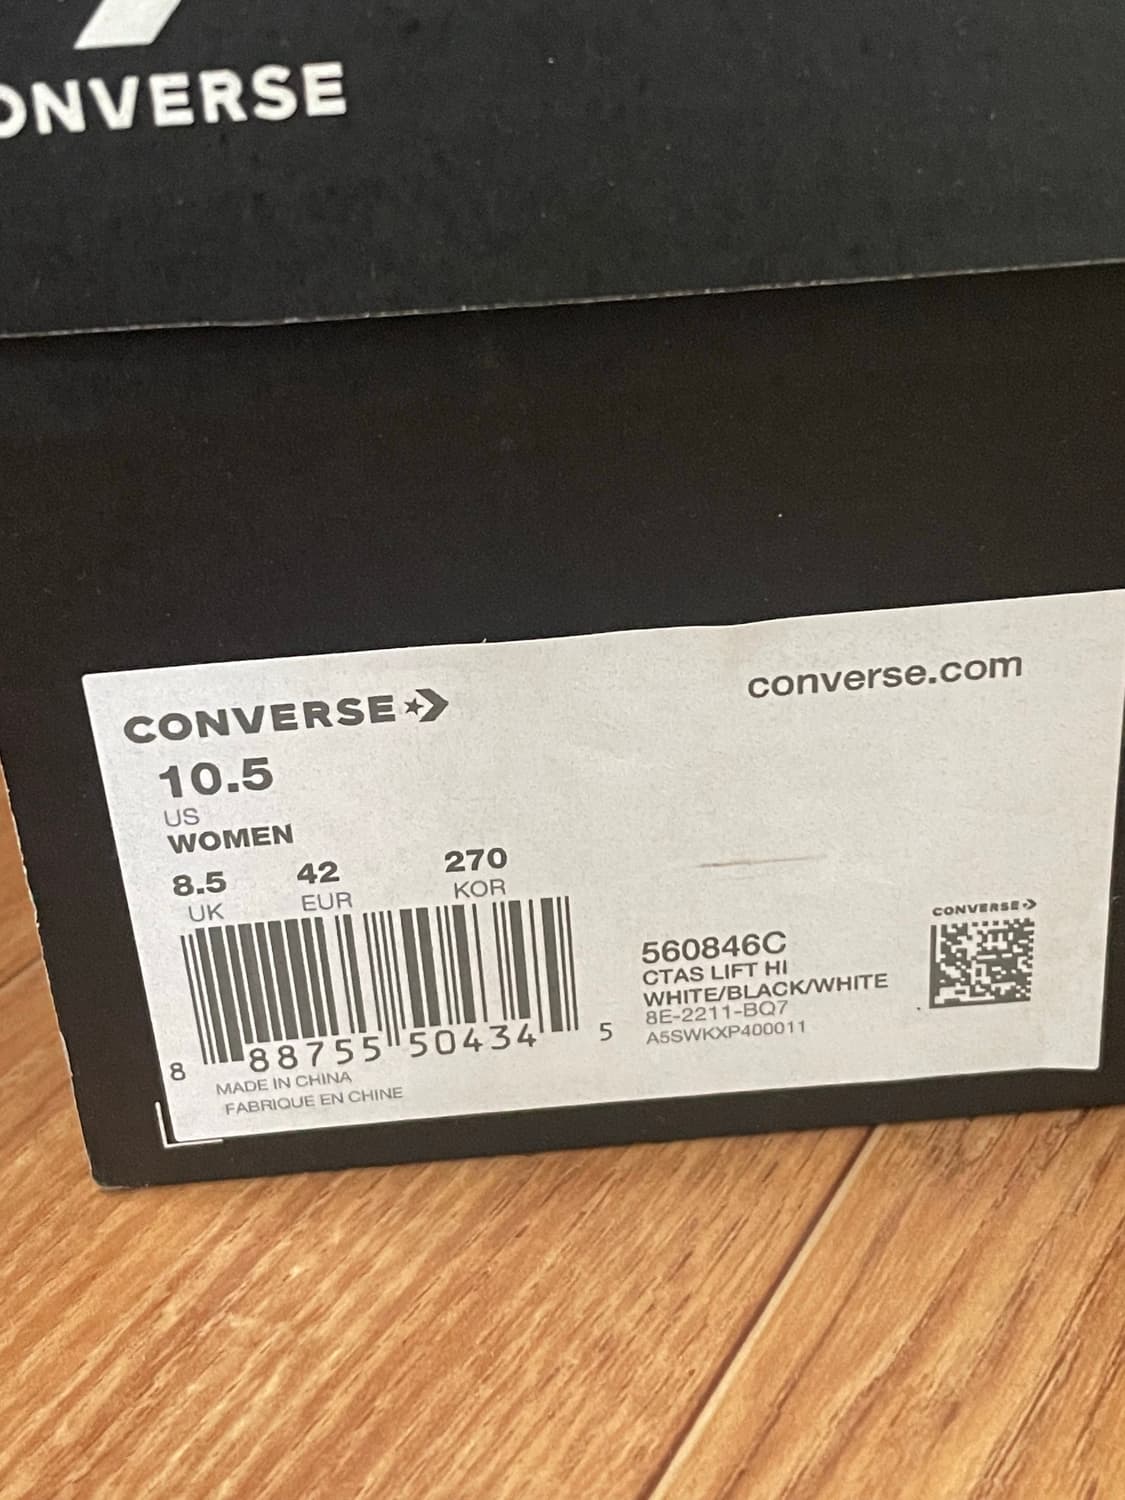 ONVERSE
CONVERSE
converse.com
10.5
US
WOMEN
8.5 42 270
UK EUR KOR
8 88755 50434 5
MADE IN CHINA
FABRIQUE EN CHINE
560846C
CTAS LIFT HI
WHITE/BLACK/WHITE
8E-2211-BQ7
A5SWKXP400011
CONVERSE